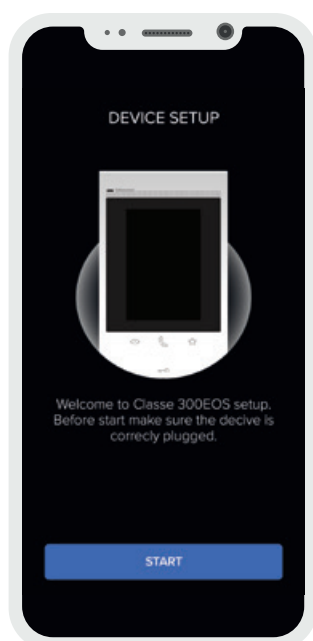 DEVICE SETUP
Welcome to Classe 300EOS setup.
Before start make sure the decive is
correcly plugged.
START